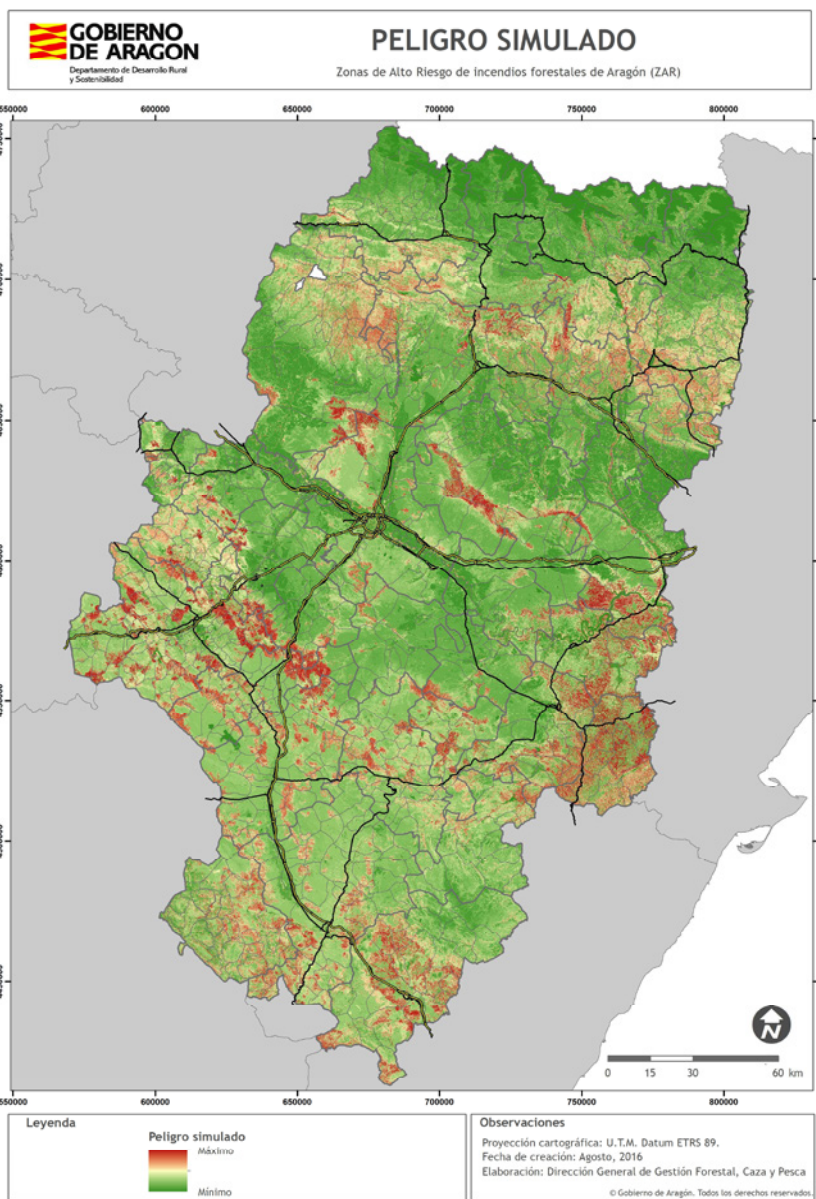 GOBIERNO
DE ARAGON
Departamento de Desarrollo Rural
y Sostenibilidad
PELIGRO SIMULADO
Zonas de Alto Riesgo de incendios forestales de Aragón (ZAR)
550000 600000 650000 700000 750000 800000
N
0 15 30 60 km
550000 600000 650000 700000 750000 800000
Leyenda
Peligro simulado
Máximo
Mínimo
Observaciones
Proyección cartográfica: U.T.M. Datum ETRS 89.
Fecha de creación: Agosto, 2016
Elaboración: Dirección General de Gestión Forestal, Caza y Pesca
© Gobierno de Aragón. Todos los derechos reservados.